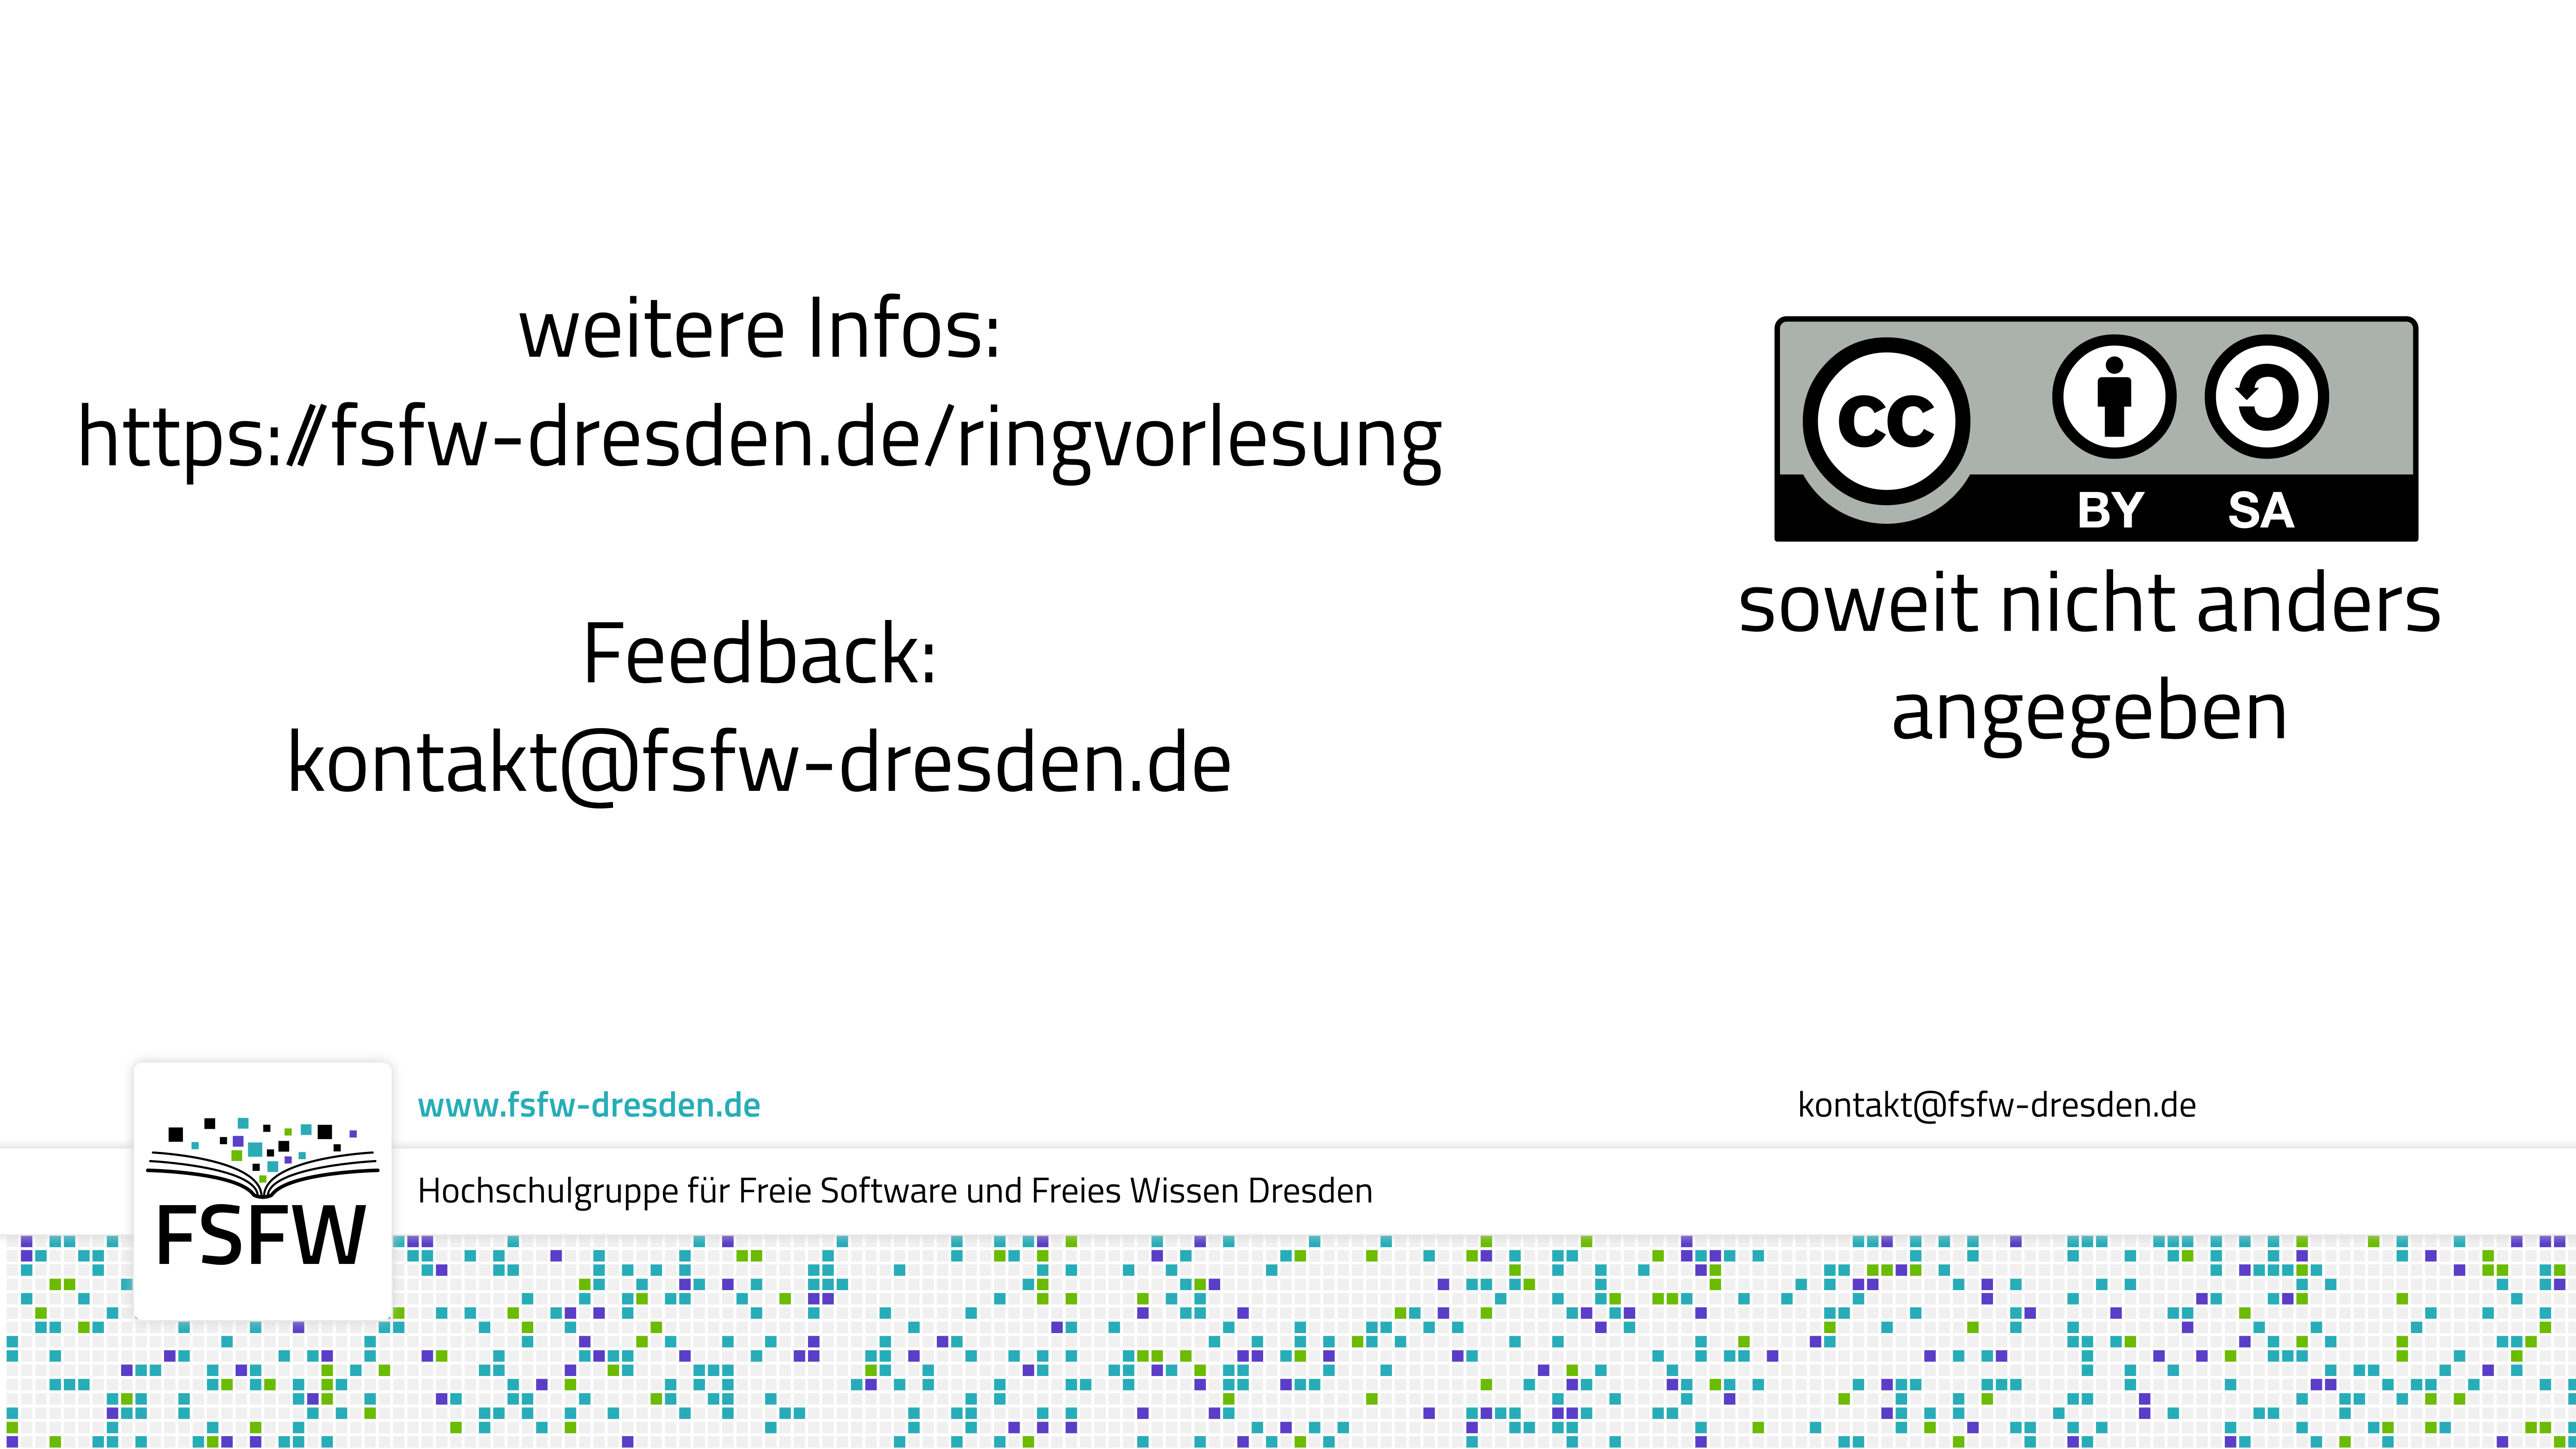 weitere Infos:
https://fsfw-dresden.de/ringvorlesung
Feedback:
kontakt@fsfw-dresden.de
cc
BY SA
soweit nicht anders
angegeben
www.fsfw-dresden.de
kontakt@fsfw-dresden.de
Hochschulgruppe für Freie Software und Freies Wissen Dresden
FSFW